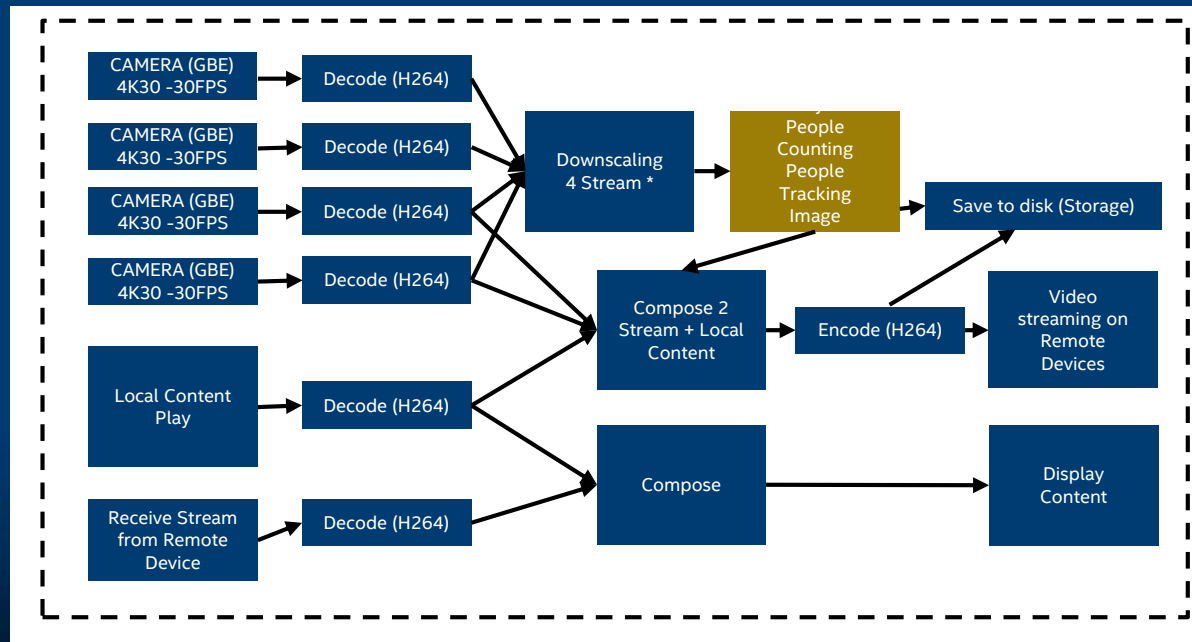 CAMERA (GBE)
4K30 -30FPS
Decode (H264)
CAMERA (GBE)
4K30 -30FPS
Decode (H264)
CAMERA (GBE)
4K30 -30FPS
Decode (H264)
CAMERA (GBE)
4K30 -30FPS
Decode (H264)
Downscaling
4 Stream *
People
Counting
People
Tracking
Image
Save to disk (Storage)
Compose 2
Stream + Local
Content
Encode (H264)
Video
streaming on
Remote
Devices
Local Content
Play
Decode (H264)
Compose
Display
Content
Receive Stream
from Remote
Device
Decode (H264)